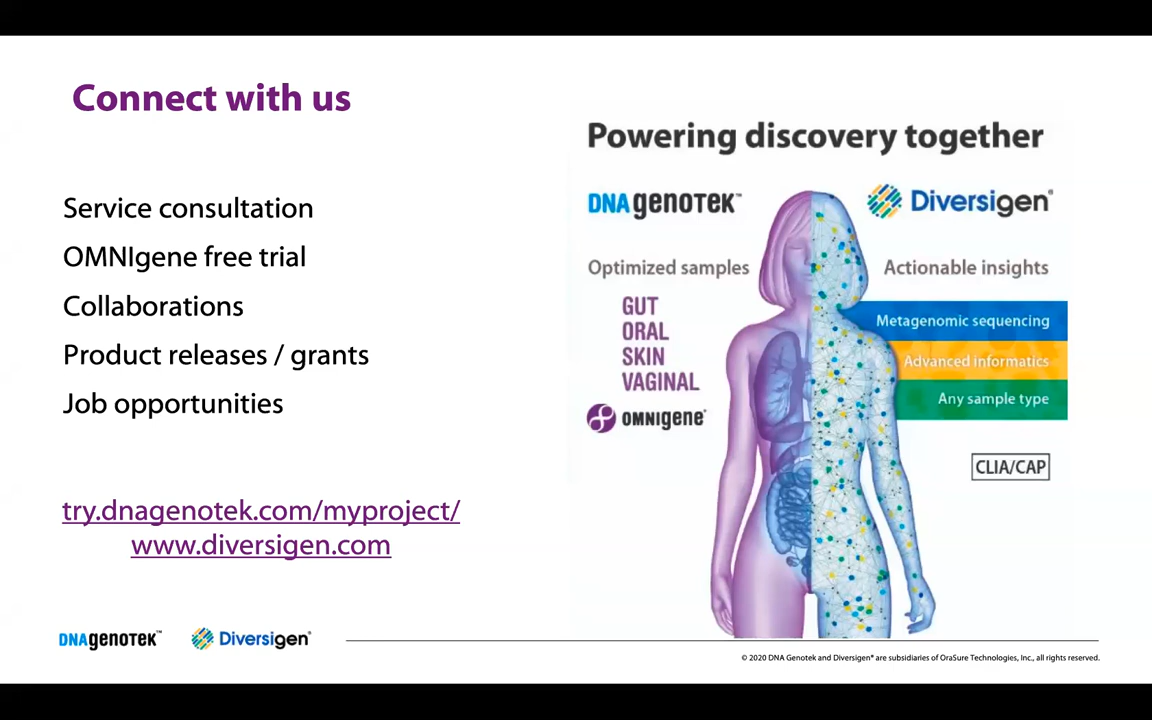 Connect with us
Service consultation
OMNIgene free trial
Collaborations
Product releases / grants
Job opportunities
try.dnagenotek.com/myproject/
www.diversigen.com
Powering discovery together
DNAgenotek™
Diversigen®
Optimized samples
Actionable insights
GUT
ORAL
SKIN
VAGINAL
OMNIgene®
Metagenomic sequencing
Advanced informatics
Any sample type
CLIA/CAP
DNAgenotek™
Diversigen®
© 2020 DNA Genotek and Diversigen® are subsidiaries of OraSure Technologies, Inc., all rights reserved.